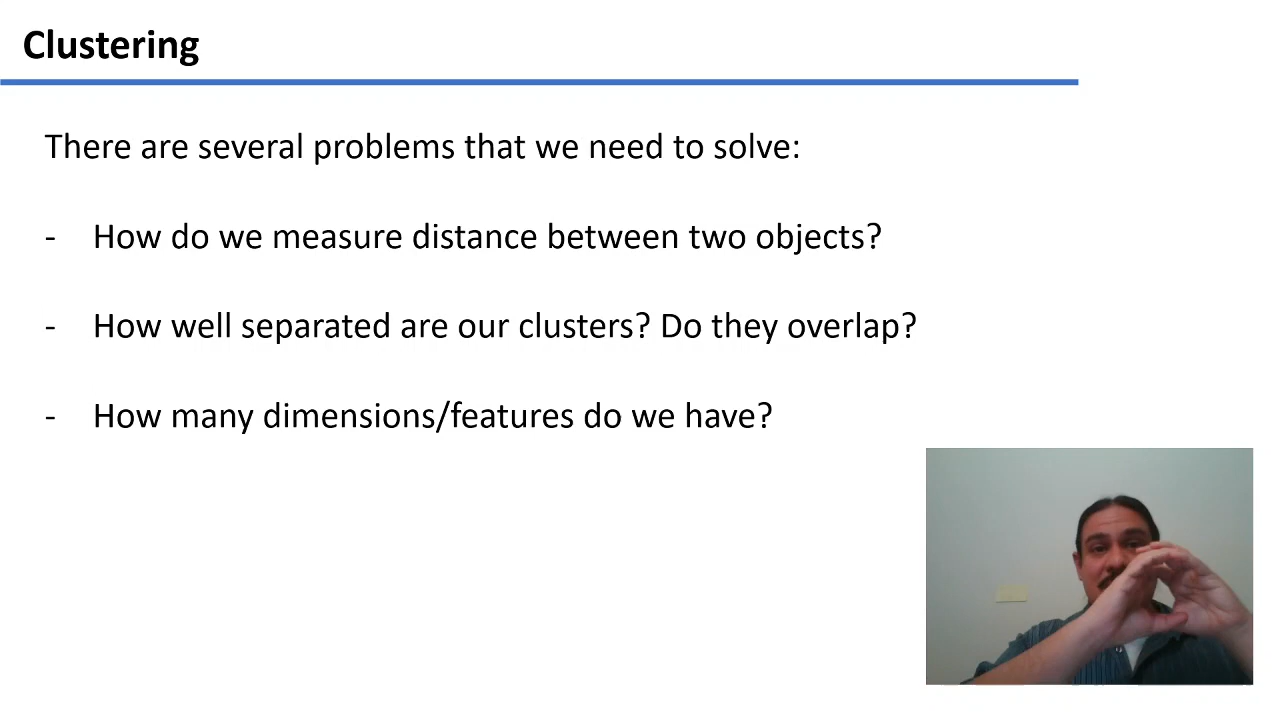 Clustering
There are several problems that we need to solve:
- How do we measure distance between two objects?
- How well separated are our clusters? Do they overlap?
- How many dimensions/features do we have?